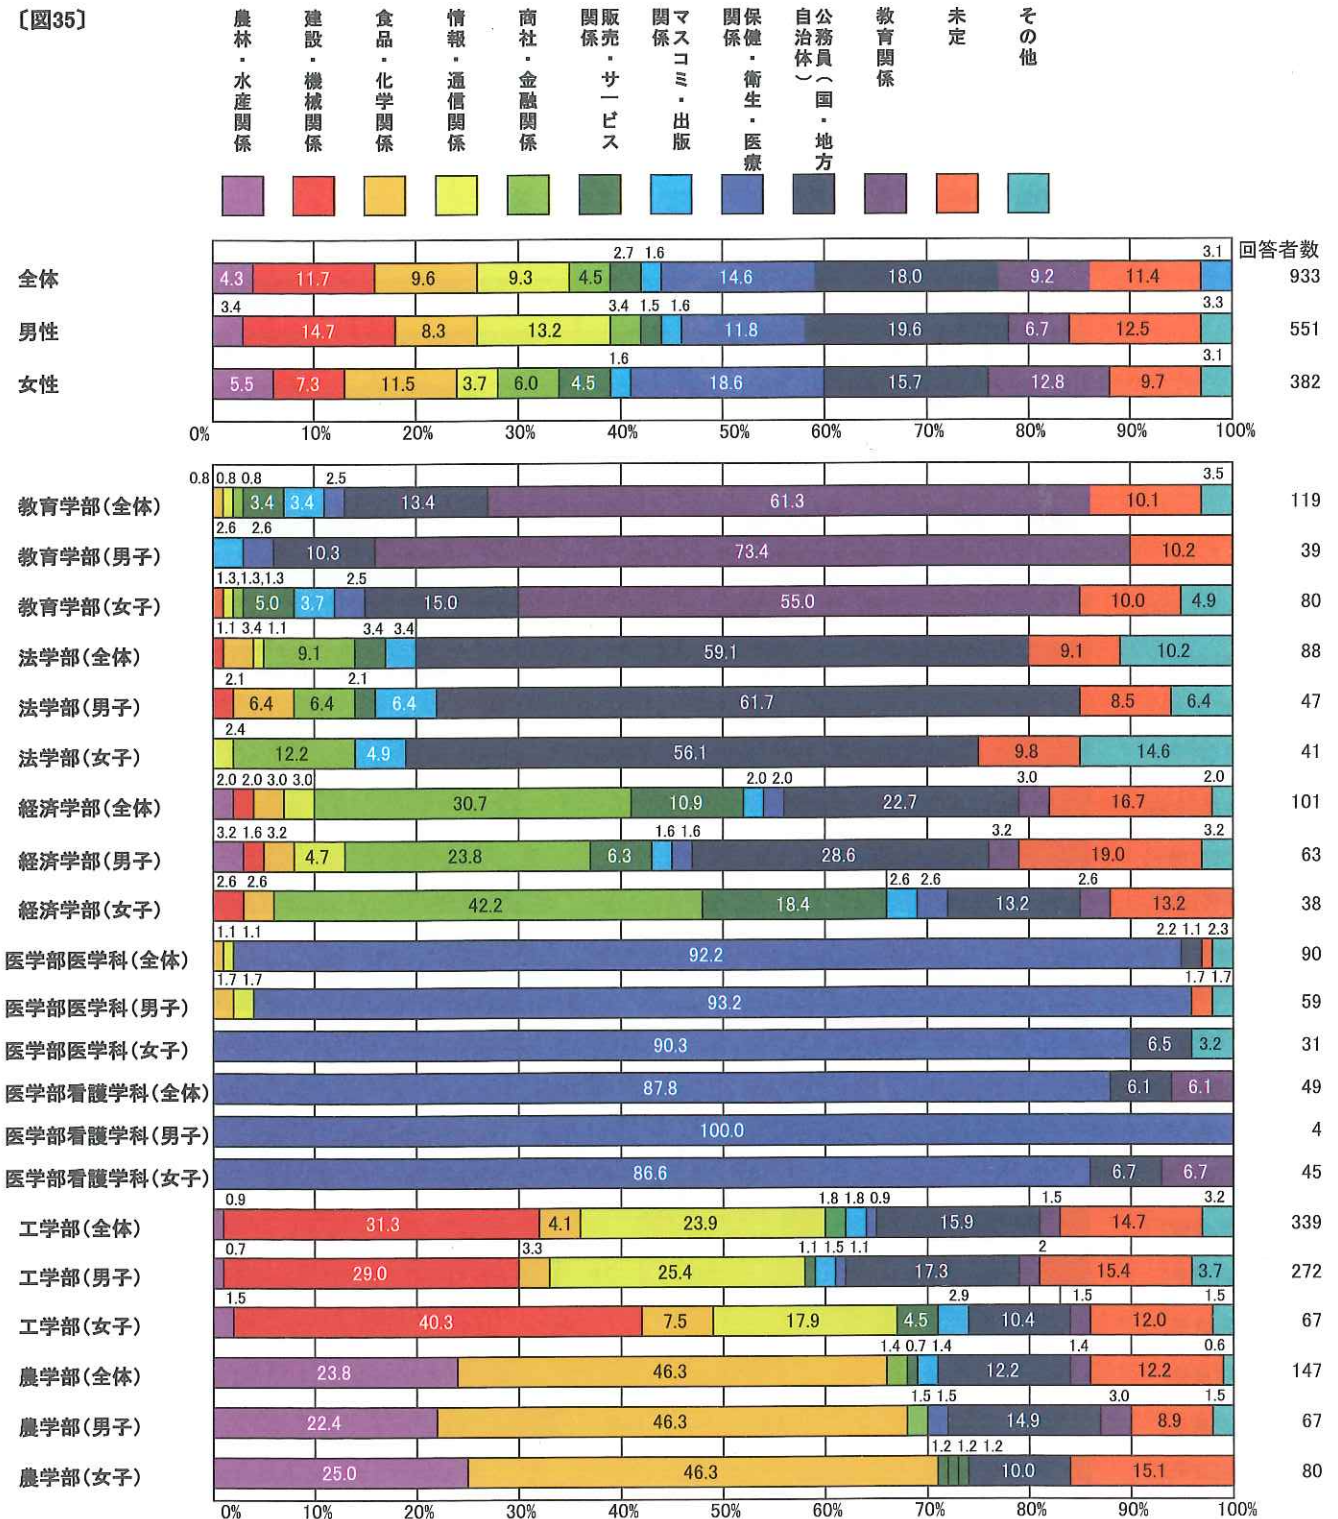 〔図35〕
農林・水産関係
建設・機械関係
食品・化学関係
情報・通信関係
商社・金融関係
販売・サービス関係
マスコミ・出版関係
保健・衛生・医療関係
公務員（国・地方自治体）
教育関係
未定
その他
回答者数
2.7 1.6 3.1
全体 4.3 11.7 9.6 9.3 4.5 14.6 18.0 9.2 11.4 933
3.4 3.4 1.5 1.6 3.3
男性 14.7 8.3 13.2 11.8 19.6 6.7 12.5 551
1.6 3.1
女性 5.5 7.3 11.5 3.7 6.0 4.5 18.6 15.7 12.8 9.7 382
0% 10% 20% 30% 40% 50% 60% 70% 80% 90% 100%
0.8 0.8 0.8 2.5 3.5
教育学部（全体） 3.4 3.4 13.4 61.3 10.1 119
2.6 2.6
教育学部（男子） 10.3 73.4 10.2 39
1.3,1.3,1.3 2.5
教育学部（女子） 5.0 3.7 15.0 55.0 10.0 4.9 80
1.1 3.4 1.1 3.4 3.4
法学部（全体） 9.1 59.1 9.1 10.2 88
2.1 2.1
法学部（男子） 6.4 6.4 6.4 61.7 8.5 6.4 47
2.4
法学部（女子） 12.2 4.9 56.1 9.8 14.6 41
2.0 2.0 3.0 3.0 2.0 2.0 3.0 2.0
経済学部（全体） 30.7 10.9 22.7 16.7 101
3.2 1.6 3.2 1.6 1.6 3.2 3.2
経済学部（男子） 4.7 23.8 6.3 28.6 19.0 63
2.6 2.6 2.6 2.6 2.6
経済学部（女子） 42.2 18.4 13.2 13.2 38
1.1 1.1 2.2 1.1 2.3
医学部医学科（全体） 92.2 90
1.7 1.7 1.7 1.7
医学部医学科（男子） 93.2 59
医学部医学科（女子） 90.3 6.5 3.2 31
医学部看護学科（全体） 87.8 6.1 6.1 49
医学部看護学科（男子） 100.0 4
医学部看護学科（女子） 86.6 6.7 6.7 45
0.9 1.8 1.8 0.9 1.5 3.2
工学部（全体） 31.3 4.1 23.9 15.9 14.7 339
0.7 3.3 1.1 1.5 1.1 2
工学部（男子） 29.0 25.4 17.3 15.4 3.7 272
1.5 2.9 1.5 1.5
工学部（女子） 40.3 7.5 17.9 4.5 10.4 12.0 67
1.4 0.7 1.4 1.4 0.6
農学部（全体） 23.8 46.3 12.2 12.2 147
1.5 1.5 3.0 1.5
農学部（男子） 22.4 46.3 14.9 8.9 67
1.2 1.2 1.2
農学部（女子） 25.0 46.3 10.0 15.1 80
0% 10% 20% 30% 40% 50% 60% 70% 80% 90% 100%